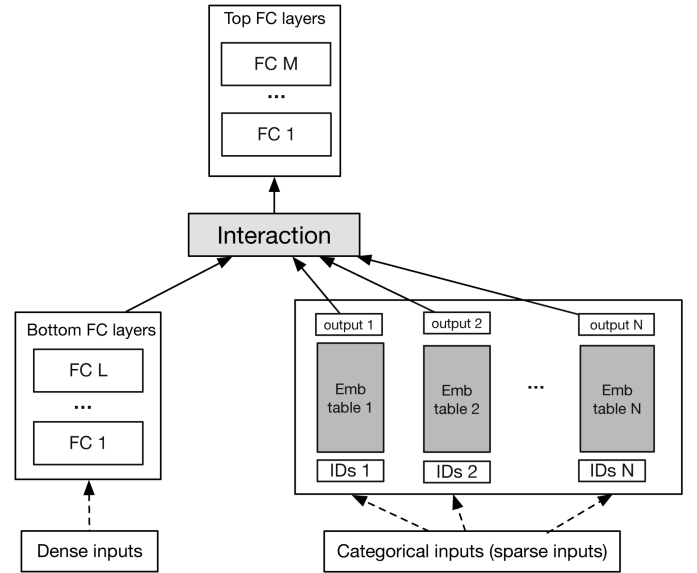 Top FC layers
FC M
...
FC 1
Interaction
Bottom FC layers
FC L
...
FC 1
Dense inputs
output 1
output 2
output N
Emb
table 1
Emb
table 2
...
Emb
table N
IDs 1
IDs 2
IDs N
Categorical inputs (sparse inputs)